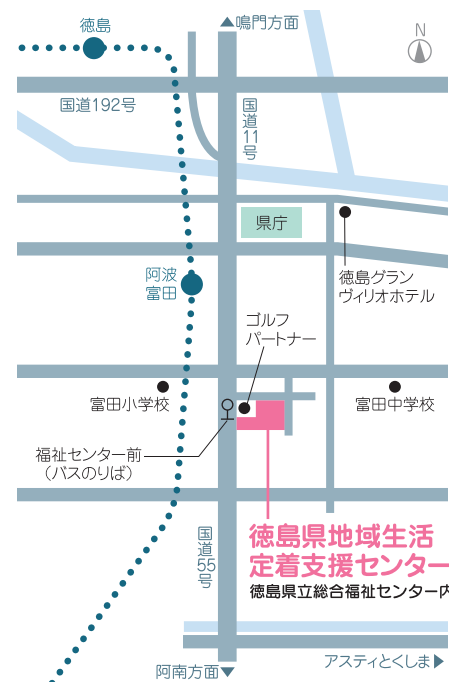 徳島
▲鳴門方面
N
国道192号
国道11号
県庁
徳島グラン
ヴィリオホテル
阿波
富田
ゴルフ
パートナー
富田小学校
富田中学校
福祉センター前
（バスのりば）
徳島県地域生活
定着支援センター
徳島県立総合福祉センター内
国道55号
アスティとくしま▶
阿南方面▼